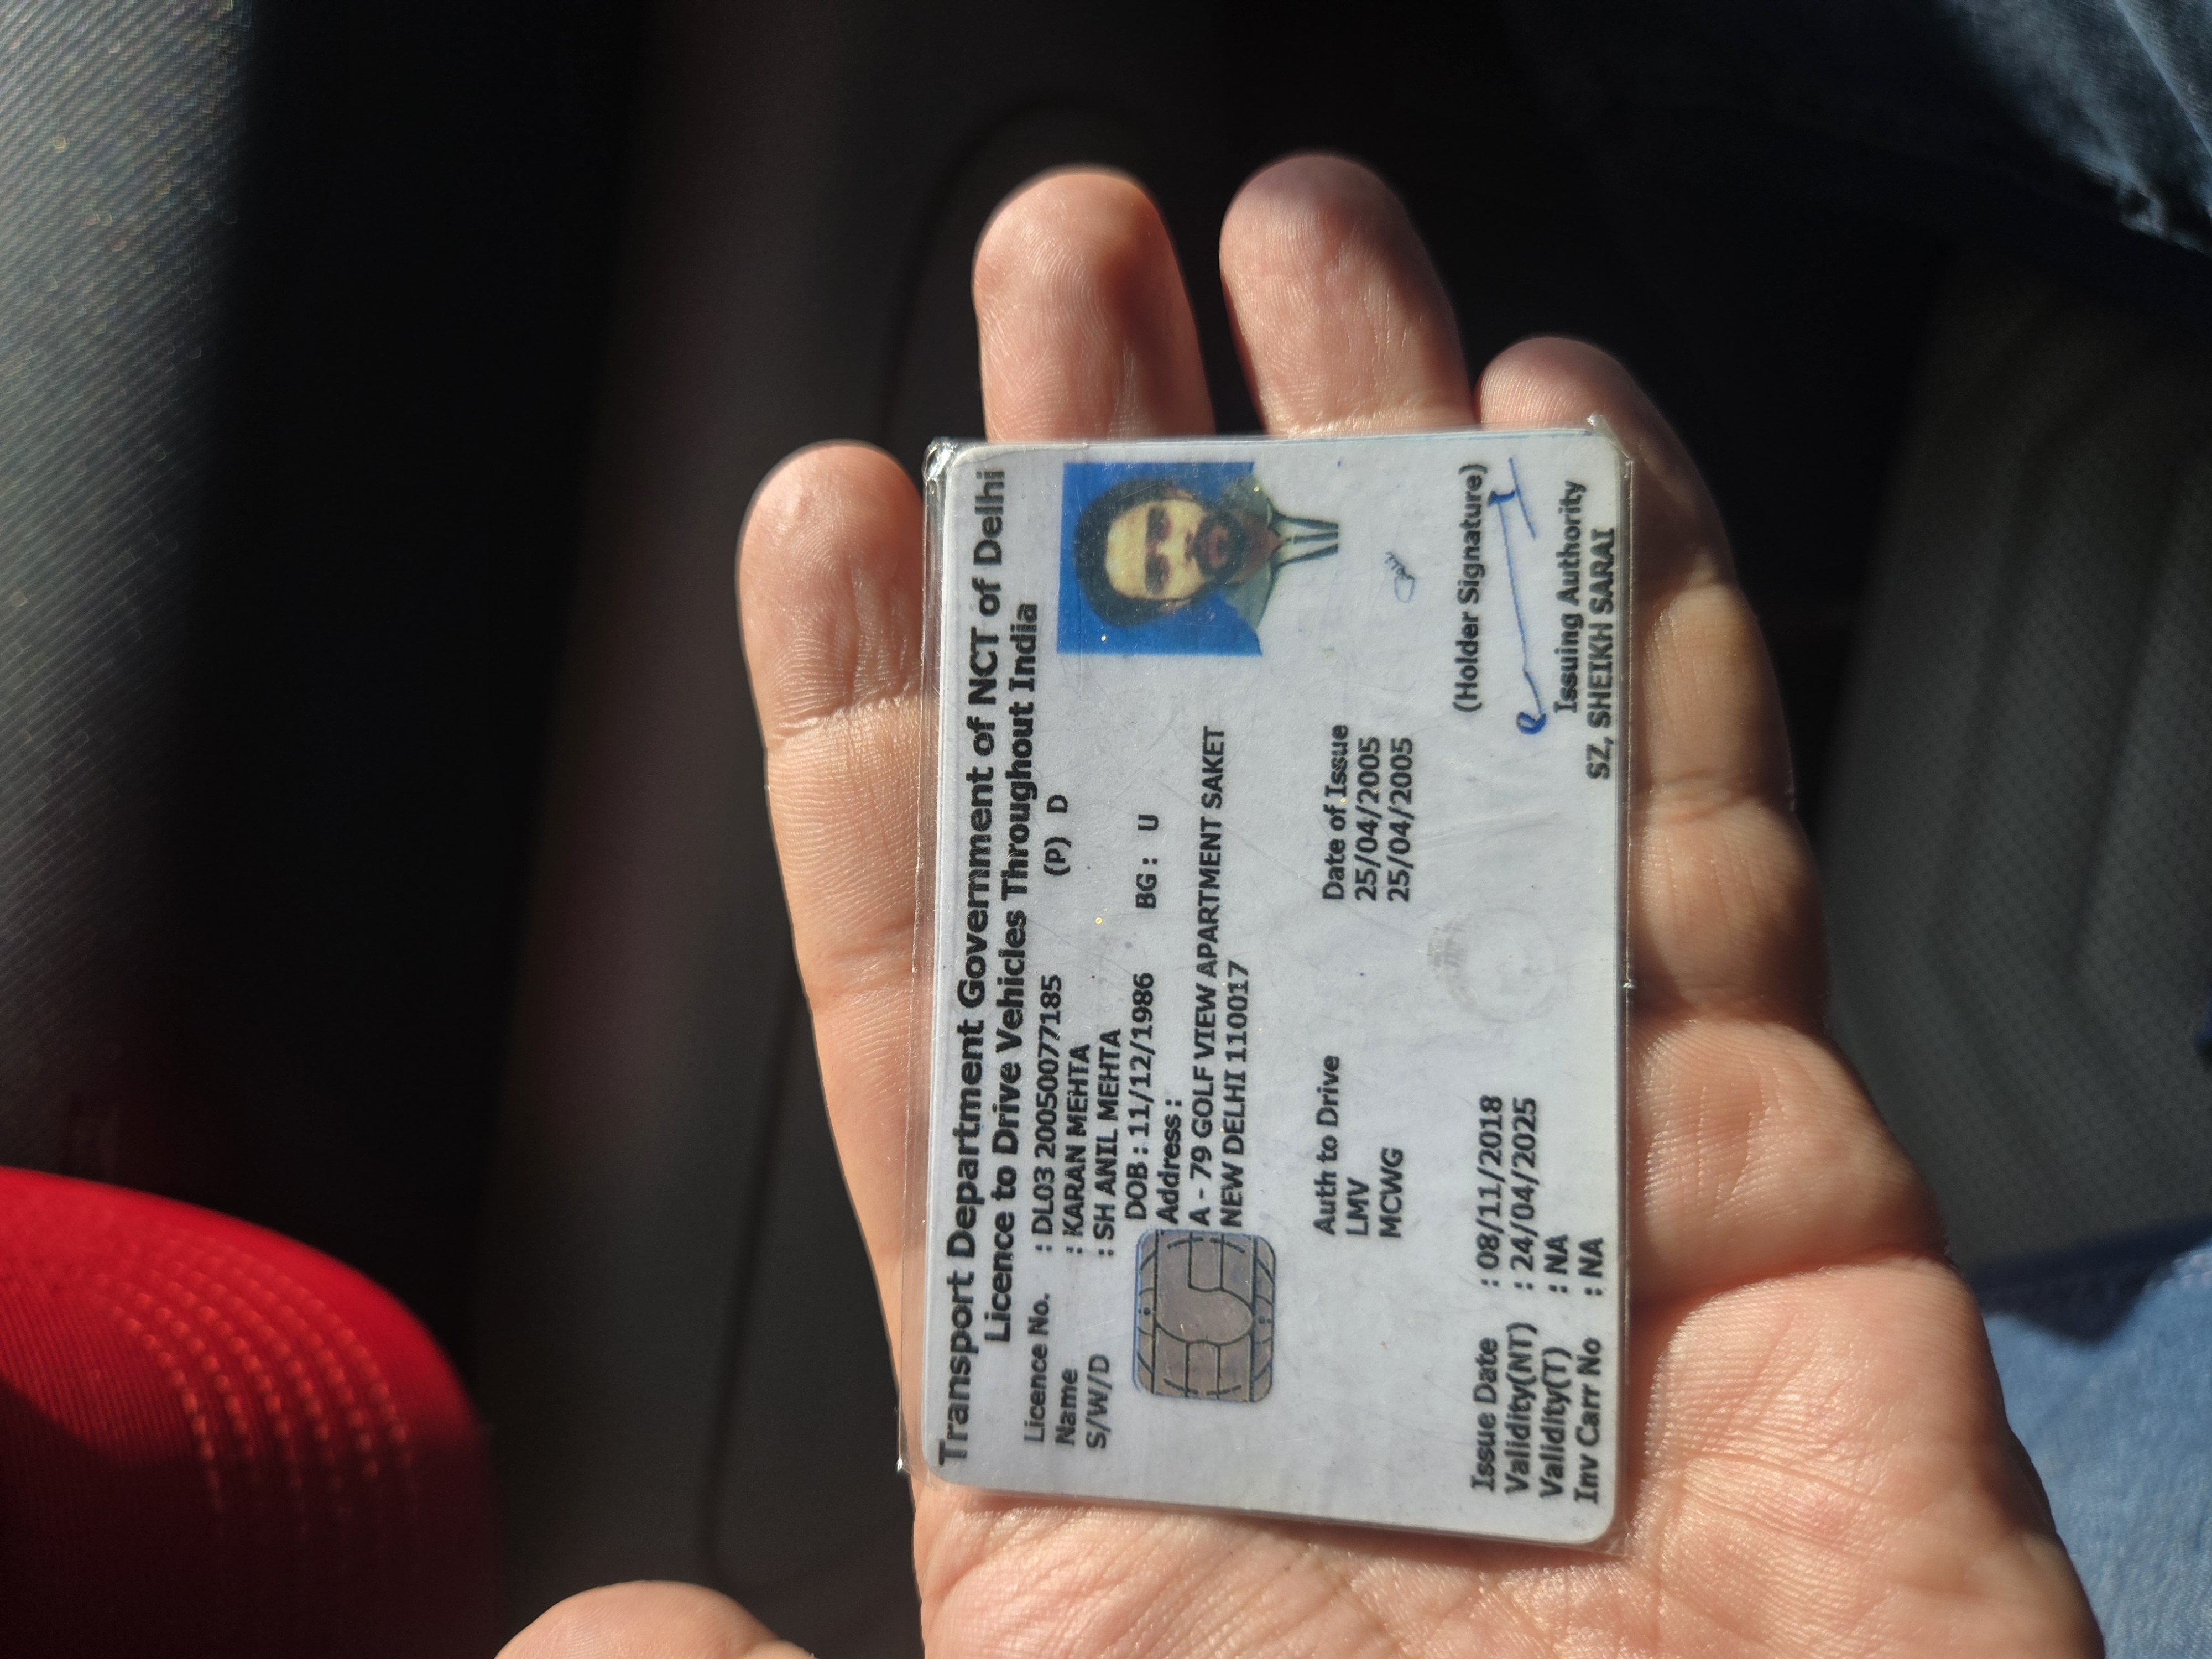 Transport Department Government of NCT of Delhi
Licence to Drive Vehicles Throughout India
Licence No. : DL03 20050077185 (P) D
Name : KARAN MEHTA
S/W/D : SH ANIL MEHTA
DOB : 11/12/1986 BG : U
Address :
A - 79 GOLF VIEW APARTMENT SAKET
NEW DELHI 110017
Auth to Drive Date of Issue
LMV 25/04/2005
MCWG 25/04/2005
(Holder Signature)
Issue Date : 08/11/2018
Validity(NT) : 24/04/2025
Validity(T) : NA
Inv Carr No : NA
Issuing Authority
SZ, SHEIKH SARAI